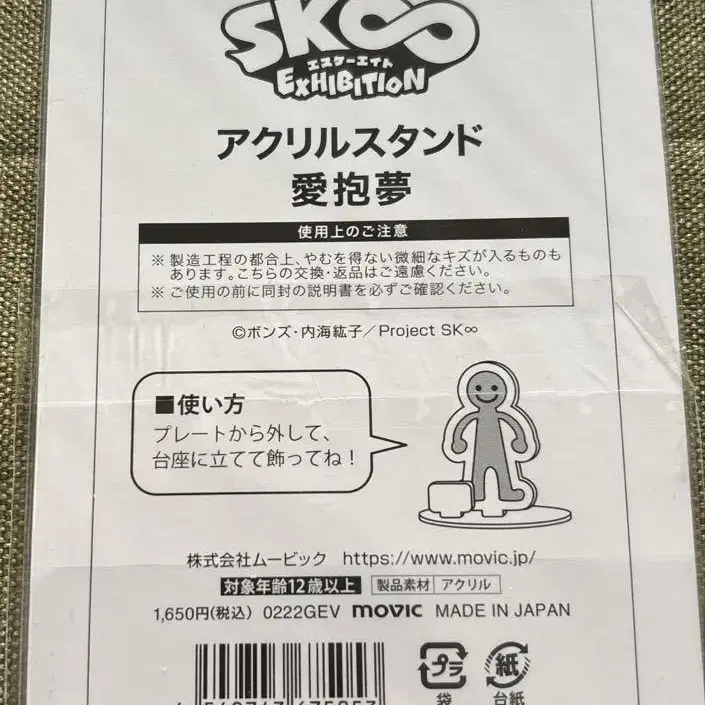 SK∞
エスケーエイト
EXHIBITION
アクリルスタンド
愛抱夢
使用上のご注意
※ 製造工程の都合上、やむを得ない微細なキズが入るものも
あります。こちらの交換・返品はご遠慮ください。
※ ご使用の前に同封の説明書を必ずご確認ください。
©ボンズ・内海紘子／Project SK∞
■使い方
プレートから外して、
台座に立てて飾ってね！
株式会社ムービック https://www.movic.jp/
対象年齢12歳以上 製品素材 アクリル
1,650円(税込) 0222GEV movic MADE IN JAPAN
プラ 紙
袋 台紙